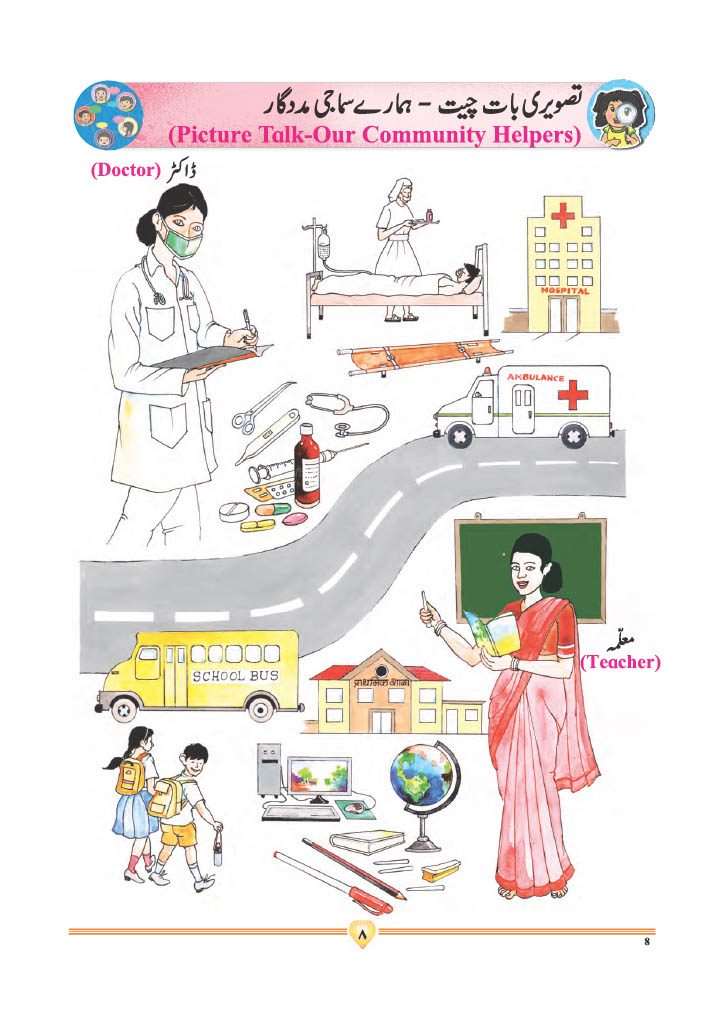 تصویری بات چیت - ہمارے سماجی مددگار
(Picture Talk-Our Community Helpers)
(Doctor) ڈاکٹر
HOSPITAL
AMBULANCE
معلّمہ
(Teacher)
SCHOOL BUS
प्राथमिक शाळा
۸
8